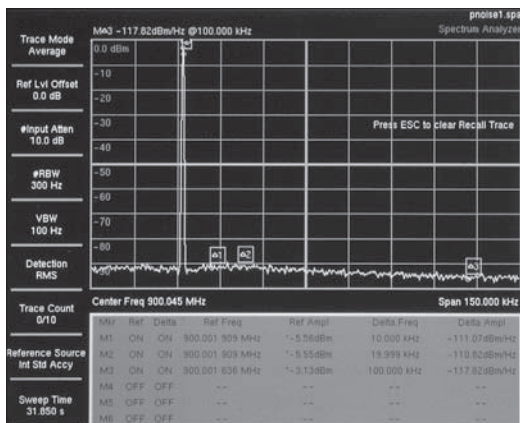 pnoise1.spa
Trace Mode
Average
M▵3 -117.82dBm/Hz @100.000 kHz
Spectrum Analyzer
0.0 dBm
Ref Lvl Offset
0.0 dB
-10
-20
#Input Atten
10.0 dB
-30
Press ESC to clear Recall Trace
-40
#RBW
300 Hz
-50
-60
VBW
100 Hz
-70
-80
▵1
▵2
▵3
Detection
RMS
Center Freq 900.045 MHz
Span 150.000 kHz
Trace Count
0/10
Mkr Ref Delta Ref Freq Ref Ampl Delta Freq Delta Ampl
M1 ON ON 900.001 909 MHz *-5.56dBm 10.000 kHz -111.07dBm/Hz
M2 ON ON 900.001 909 MHz *-5.55dBm 19.999 kHz -110.82dBm/Hz
M3 ON ON 900.001 636 MHz *-3.13dBm 100.000 kHz -117.82dBm/Hz
M4 OFF OFF -- -- -- --
M5 OFF OFF -- -- -- --
M6 OFF OFF -- -- -- --
Reference Source
Int Std Accy
Sweep Time
31.850 s